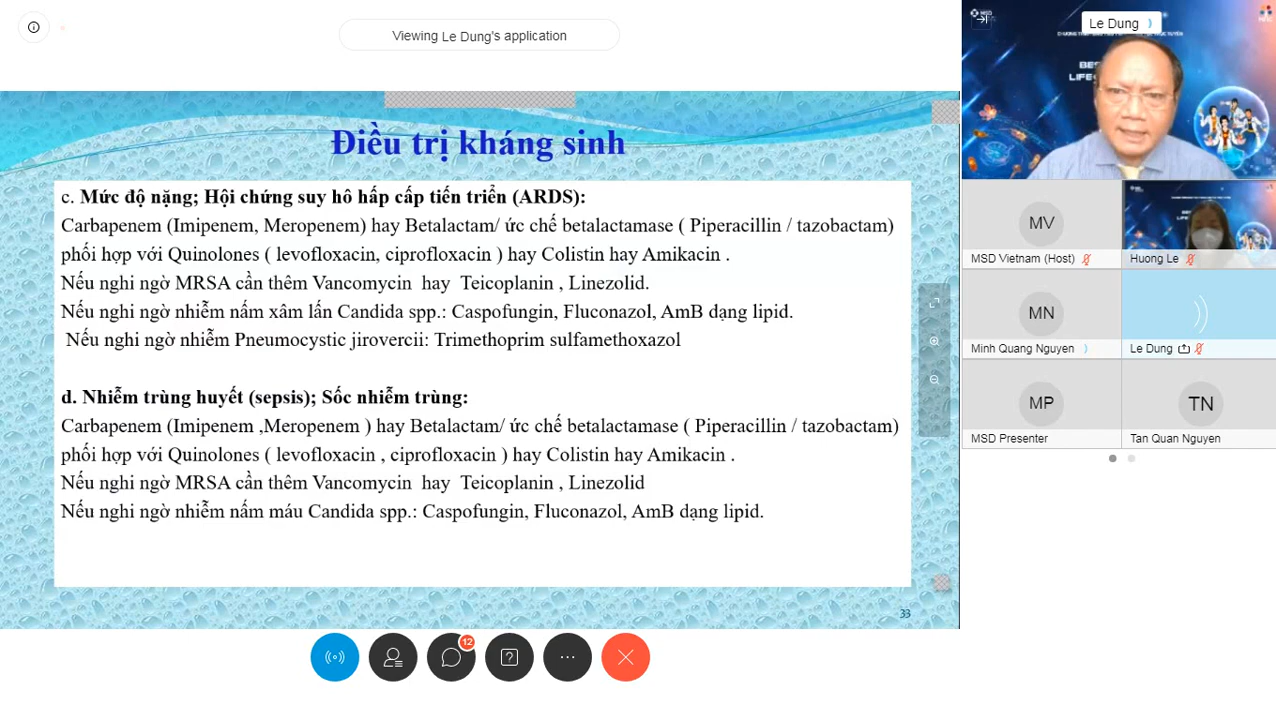 Viewing Le Dung's application
Điều trị kháng sinh
c. Mức độ nặng; Hội chứng suy hô hấp cấp tiến triển (ARDS):
Carbapenem (Imipenem, Meropenem) hay Betalactam/ ức chế betalactamase ( Piperacillin / tazobactam)
phối hợp với Quinolones ( levofloxacin, ciprofloxacin ) hay Colistin hay Amikacin .
Nếu nghi ngờ MRSA cần thêm Vancomycin hay Teicoplanin , Linezolid.
Nếu nghi ngờ nhiễm nấm xâm lấn Candida spp.: Caspofungin, Fluconazol, AmB dạng lipid.
Nếu nghi ngờ nhiễm Pneumocystic jirovercii: Trimethoprim sulfamethoxazol
d. Nhiễm trùng huyết (sepsis); Sốc nhiễm trùng:
Carbapenem (Imipenem ,Meropenem ) hay Betalactam/ ức chế betalactamase ( Piperacillin / tazobactam)
phối hợp với Quinolones ( levofloxacin , ciprofloxacin ) hay Colistin hay Amikacin .
Nếu nghi ngờ MRSA cần thêm Vancomycin hay Teicoplanin , Linezolid
Nếu nghi ngờ nhiễm nấm máu Candida spp.: Caspofungin, Fluconazol, AmB dạng lipid.
33
12
Le Dung
MV
MSD Vietnam (Host)
Huong Le
MN
Minh Quang Nguyen
Le Dung
MP
MSD Presenter
TN
Tan Quan Nguyen